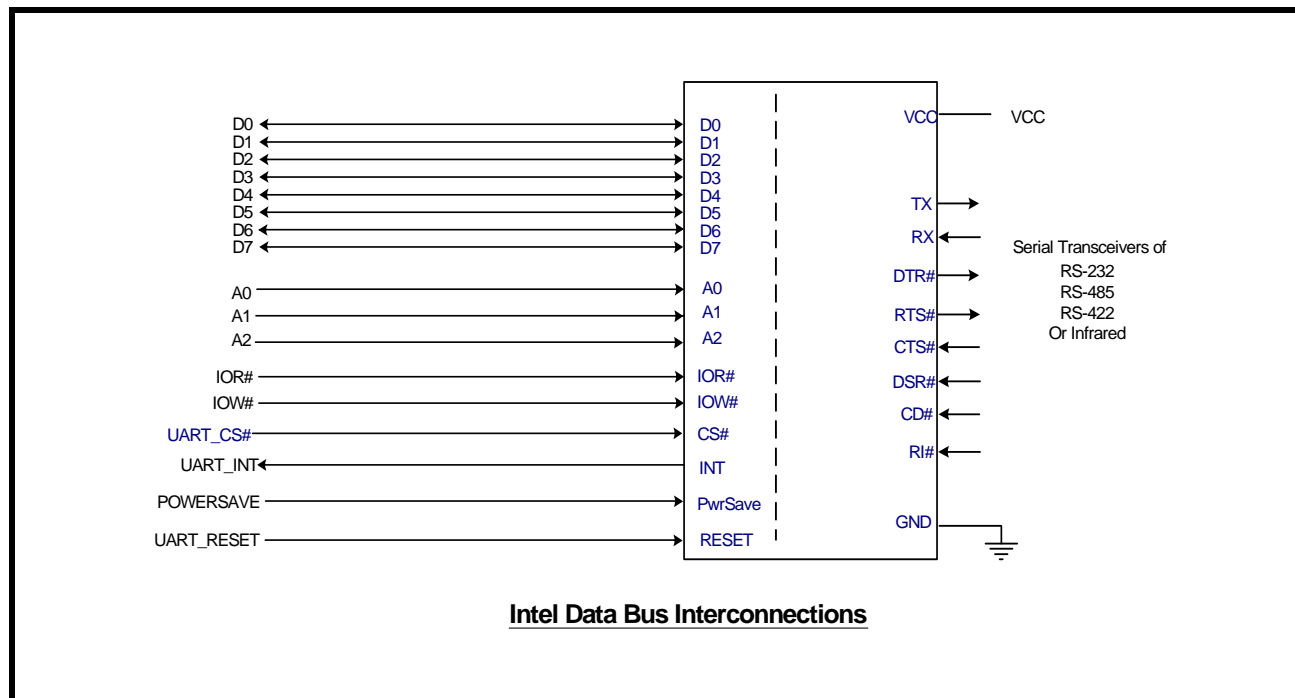 D0
D1
D2
D3
D4
D5
D6
D7
A0
A1
A2
IOR#
IOW#
UART_CS#
UART_INT
POWERSAVE
UART_RESET
D0
D1
D2
D3
D4
D5
D6
D7
A0
A1
A2
IOR#
IOW#
CS#
INT
PwrSave
RESET
VCC
TX
RX
DTR#
RTS#
CTS#
DSR#
CD#
RI#
GND
VCC
Serial Transceivers of
RS-232
RS-485
RS-422
Or Infrared
Intel Data Bus Interconnections